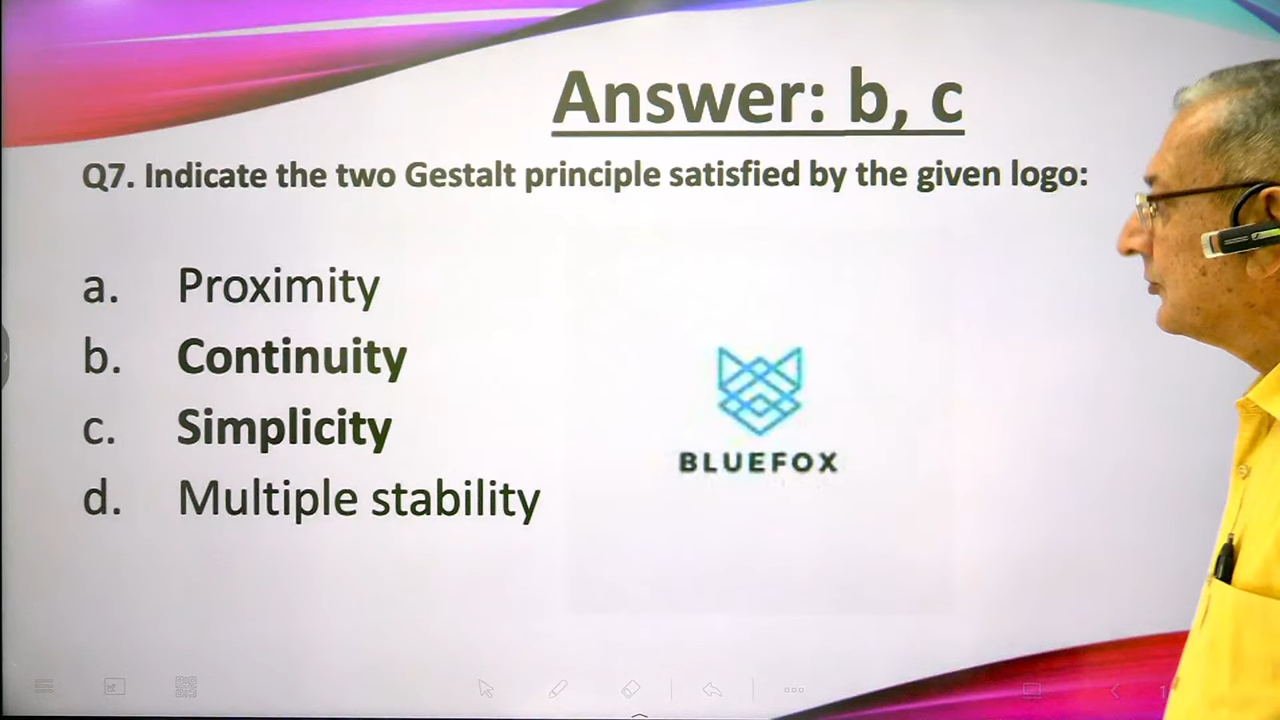 Answer: b, c
Q7. Indicate the two Gestalt principle satisfied by the given logo:
a. Proximity
b. Continuity
c. Simplicity
d. Multiple stability
BLUEFOX